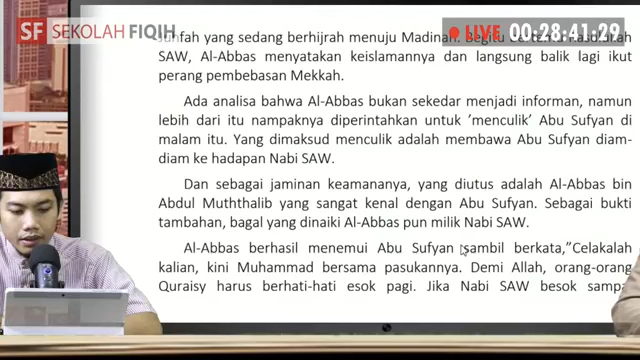 SF SEKOLAH FIQIH
LIVE 00:28:41:29
yang sedang berhijrah menuju Madinah.
SAW, Al-Abbas menyatakan keislamannya dan langsung balik lagi ikut
perang pembebasan Mekkah.
Ada analisa bahwa Al-Abbas bukan sekedar menjadi informan, namun
lebih dari itu nampaknya diperintahkan untuk ’menculik’ Abu Sufyan di
malam itu. Yang dimaksud menculik adalah membawa Abu Sufyan diam-
diam ke hadapan Nabi SAW.
Dan sebagai jaminan keamananya, yang diutus adalah Al-Abbas bin
Abdul Muththalib yang sangat kenal dengan Abu Sufyan. Sebagai bukti
tambahan, bagal yang dinaiki Al-Abbas pun milik Nabi SAW.
Al-Abbas berhasil menemui Abu Sufyan sambil berkata,”Celakalah
kalian, kini Muhammad bersama pasukannya. Demi Allah, orang-orang
Quraisy harus berhati-hati esok pagi. Jika Nabi SAW besok